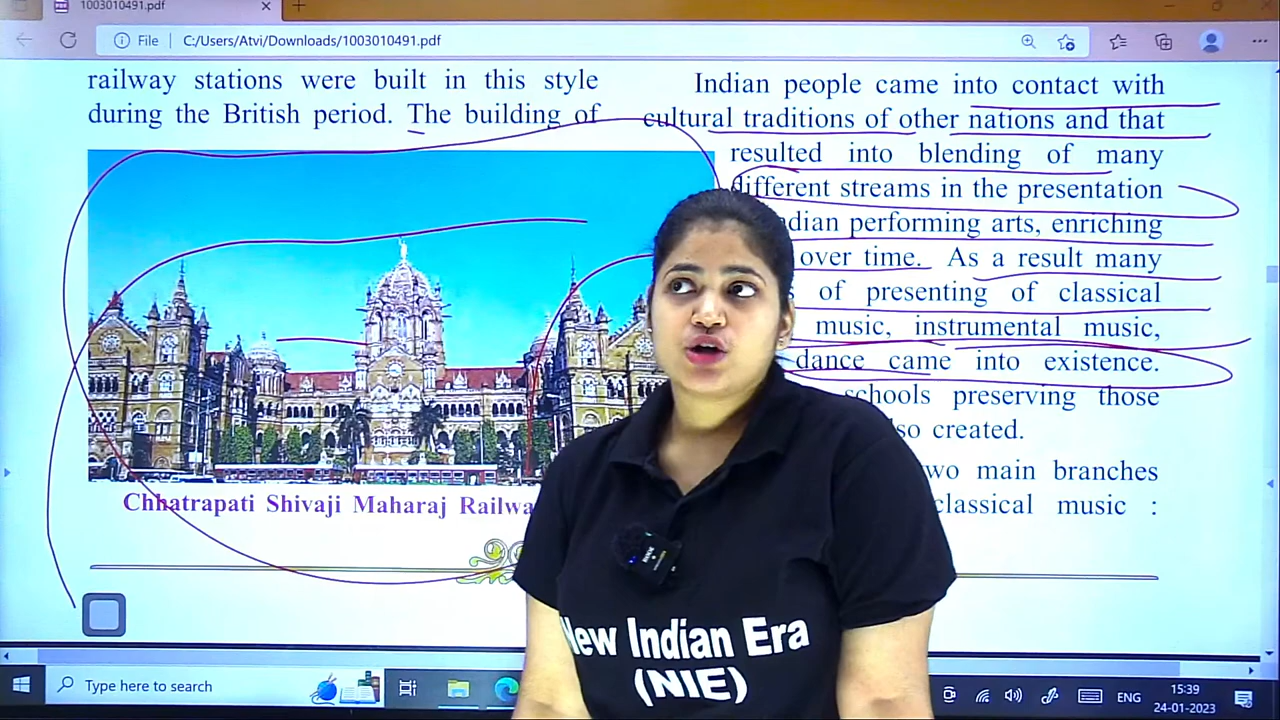 1003010491.pdf
File
C:/Users/Atvi/Downloads/1003010491.pdf
railway stations were built in this style
during the British period. The building of
Chhatrapati Shivaji Maharaj
Indian people came into contact with
cultural traditions of other nations and that
resulted into blending of many
different streams in the presentation
performing arts, enriching
over time. As a result many
of presenting of classical
music, instrumental music,
dance came into existence.
schools preserving those
created.
two main branches
classical music :
New Indian Era
(NIE)
Type here to search
ENG
15:39
24-01-2023